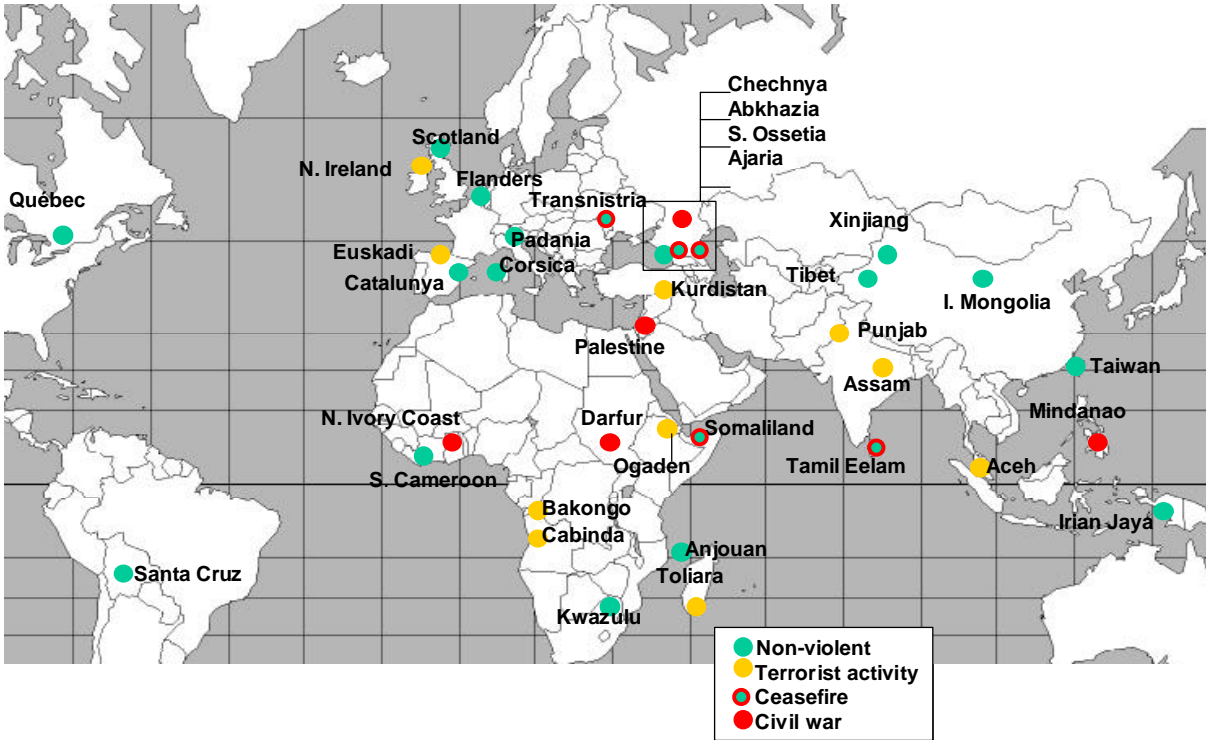 Chechnya
Abkhazia
S. Ossetia
Ajaria
Scotland
N. Ireland
Flanders
Québec
Transnistria
Xinjiang
Padania
Euskadi
Corsica
Catalunya
Tibet
Kurdistan
I. Mongolia
Punjab
Palestine
Taiwan
Assam
Mindanao
N. Ivory Coast
Darfur
Somaliland
Ogaden
Tamil Eelam
Aceh
S. Cameroon
Bakongo
Irian Jaya
Cabinda
Anjouan
Santa Cruz
Toliara
Kwazulu
Non-violent
Terrorist activity
Ceasefire
Civil war